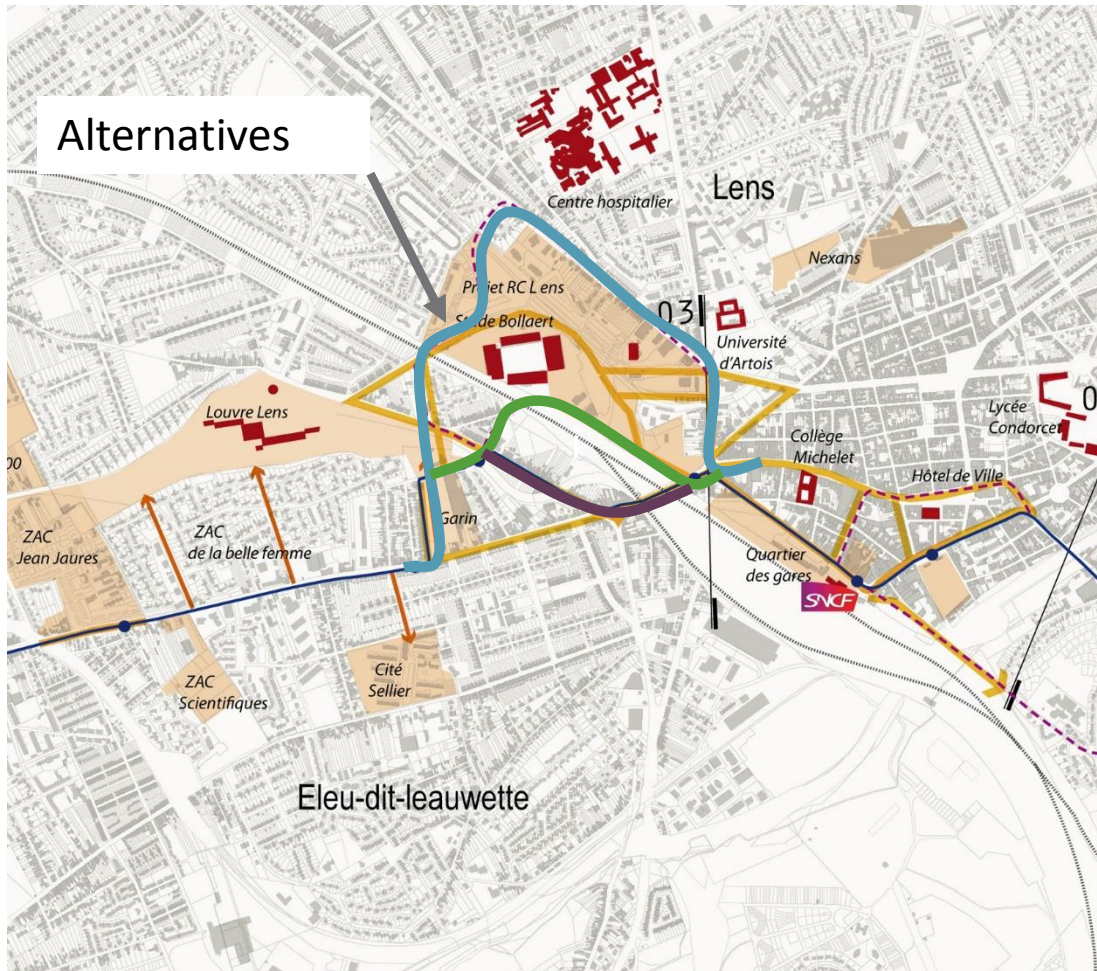 Alternatives
Centre hospitalier
Lens
Nexans
Projet RC Lens
Stade Bollaert
03
Université
d'Artois
Louvre Lens
Lycée
Condorcet
0
Collège
Michelet
Hôtel de Ville
00
ZAC
Jean Jaures
ZAC
de la belle femme
Garin
Quartier
des gares
SNCF
ZAC
Scientifiques
Cité
Sellier
Eleu-dit-leauwette